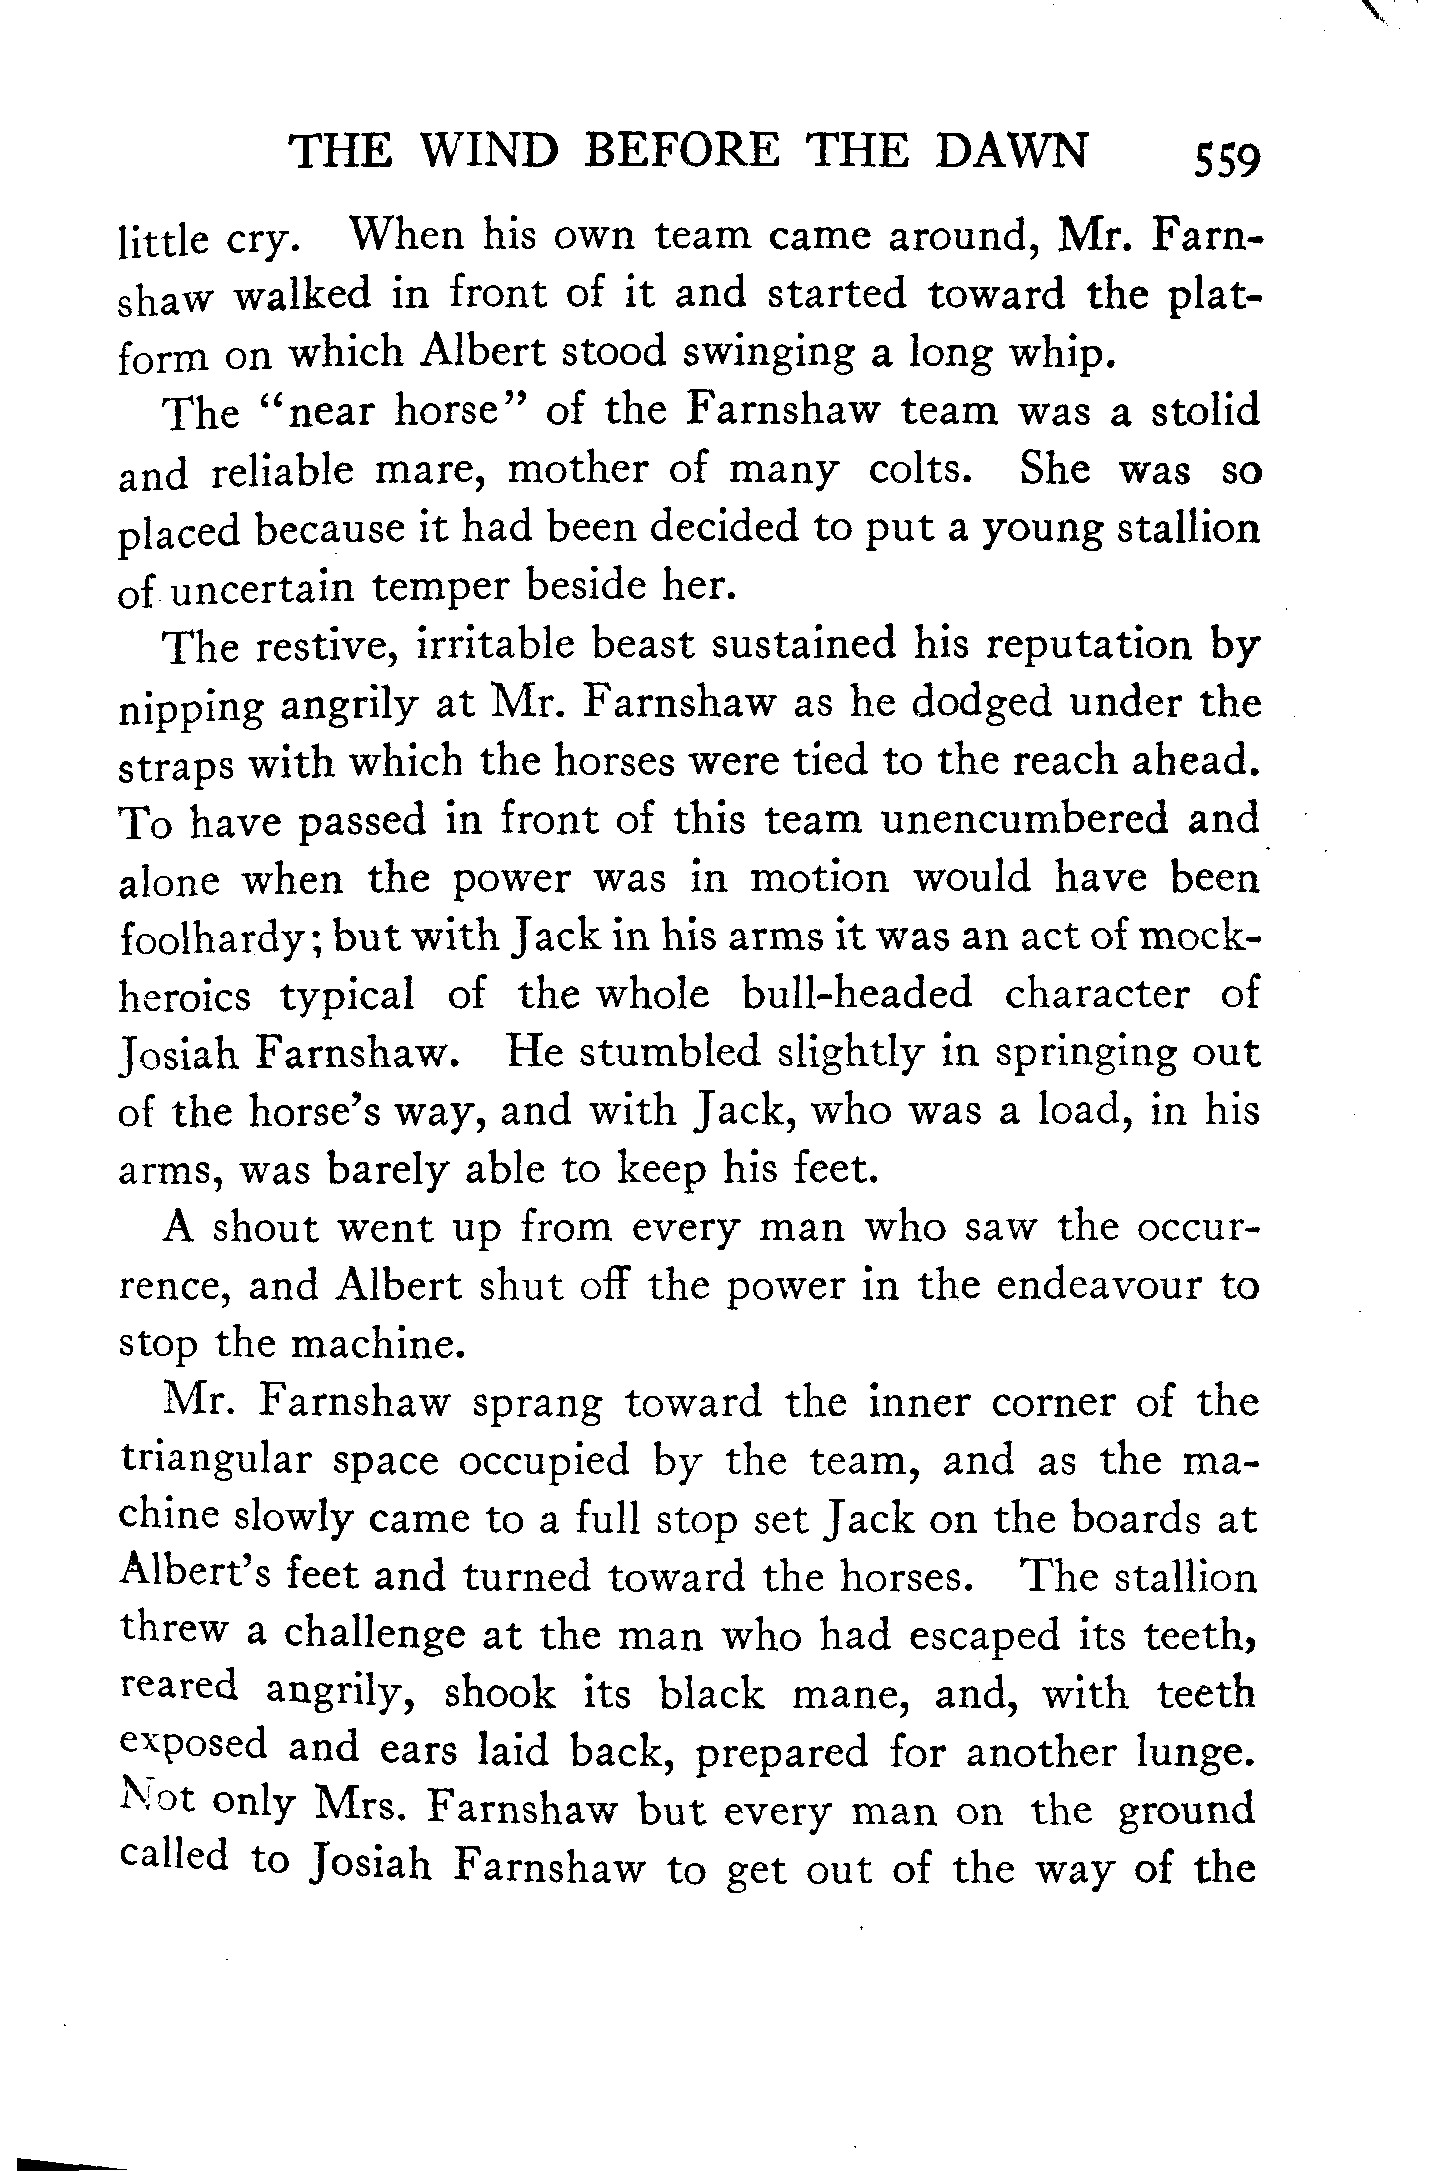 THE WIND BEFORE THE DAWN 559
little cry. When his own team came around, Mr. Farn-
shaw walked in front of it and started toward the plat-
form on which Albert stood swinging a long whip.
The “near horse” of the Farnshaw team was a stolid
and reliable mare, mother of many colts. She was so
placed because it had been decided to put a young stallion
of uncertain temper beside her.
The restive, irritable beast sustained his reputation by
nipping angrily at Mr. Farnshaw as he dodged under the
straps with which the horses were tied to the reach ahead.
To have passed in front of this team unencumbered and
alone when the power was in motion would have been
foolhardy; but with Jack in his arms it was an act of mock-
heroics typical of the whole bull-headed character of
Josiah Farnshaw. He stumbled slightly in springing out
of the horse’s way, and with Jack, who was a load, in his
arms, was barely able to keep his feet.
A shout went up from every man who saw the occur-
rence, and Albert shut off the power in the endeavour to
stop the machine.
Mr. Farnshaw sprang toward the inner corner of the
triangular space occupied by the team, and as the ma-
chine slowly came to a full stop set Jack on the boards at
Albert’s feet and turned toward the horses. The stallion
threw a challenge at the man who had escaped its teeth,
reared angrily, shook its black mane, and, with teeth
exposed and ears laid back, prepared for another lunge.
Not only Mrs. Farnshaw but every man on the ground
called to Josiah Farnshaw to get out of the way of the